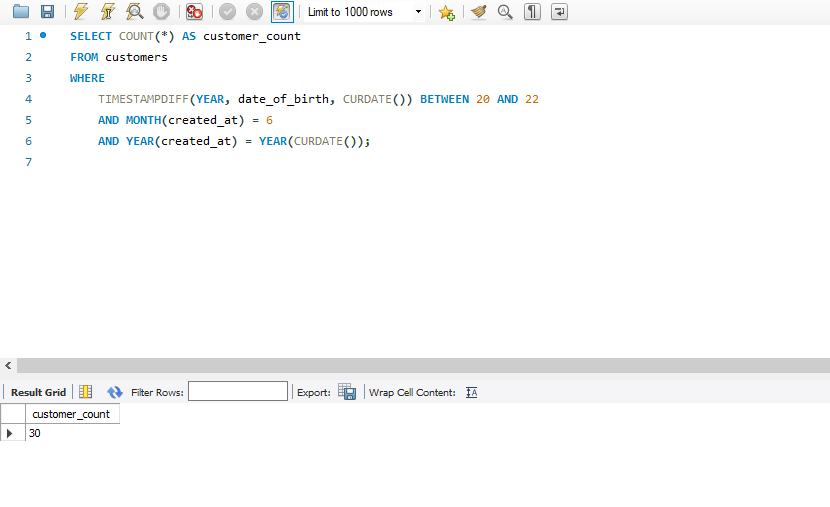 Limit to 1000 rows
1 SELECT COUNT(*) AS customer_count
2 FROM customers
3 WHERE
4 TIMESTAMPDIFF(YEAR, date_of_birth, CURDATE()) BETWEEN 20 AND 22
5 AND MONTH(created_at) = 6
6 AND YEAR(created_at) = YEAR(CURDATE());
7
Result Grid Filter Rows: Export: Wrap Cell Content: IA
customer_count
30